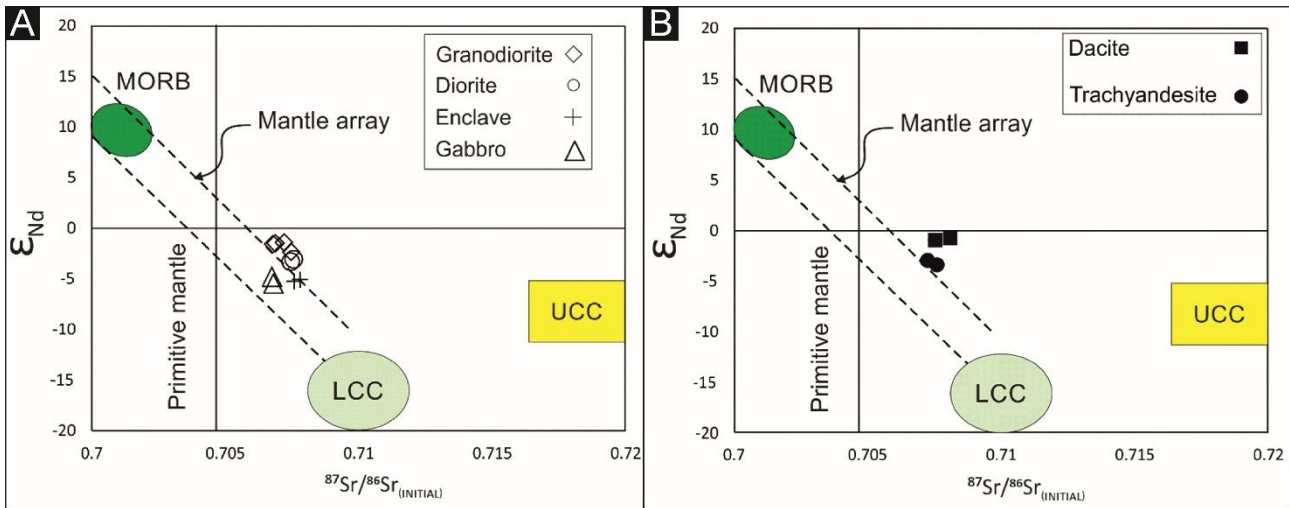 A
20
15
10
5
0
-5
-10
-15
-20
εNd
MORB
Mantle array
Primitive mantle
LCC
UCC
Granodiorite
Diorite
Enclave
Gabbro
0.7
0.705
0.71
0.715
0.72
⁸⁷Sr/⁸⁶Sr(INITIAL)
B
20
15
10
5
0
-5
-10
-15
-20
εNd
MORB
Mantle array
Primitive mantle
LCC
UCC
Dacite
Trachyandesite
0.7
0.705
0.71
0.715
0.72
⁸⁷Sr/⁸⁶Sr(INITIAL)